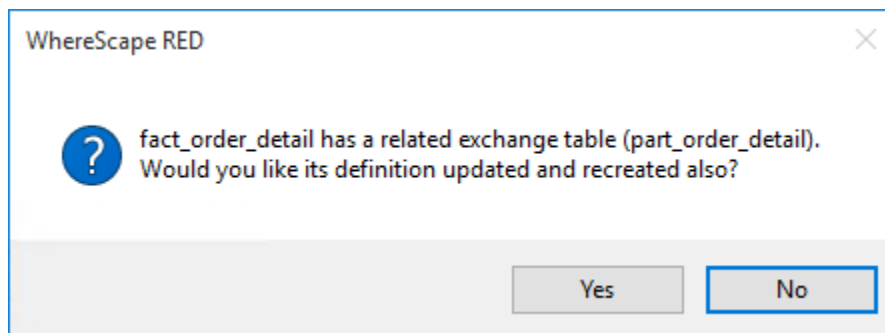 WhereScape RED
fact_order_detail has a related exchange table (part_order_detail).
Would you like its definition updated and recreated also?
Yes
No